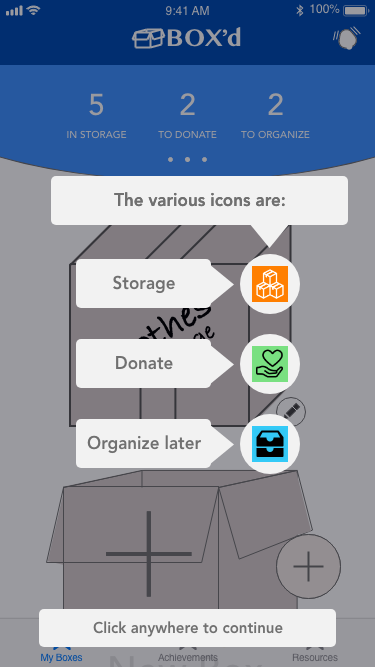 9:41 AM
100%
BOX'd
5
2
2
IN STORAGE
TO DONATE
TO ORGANIZE
The various icons are:
Storage
Donate
Organize later
Click anywhere to continue
My Boxes
Achievements
Resources